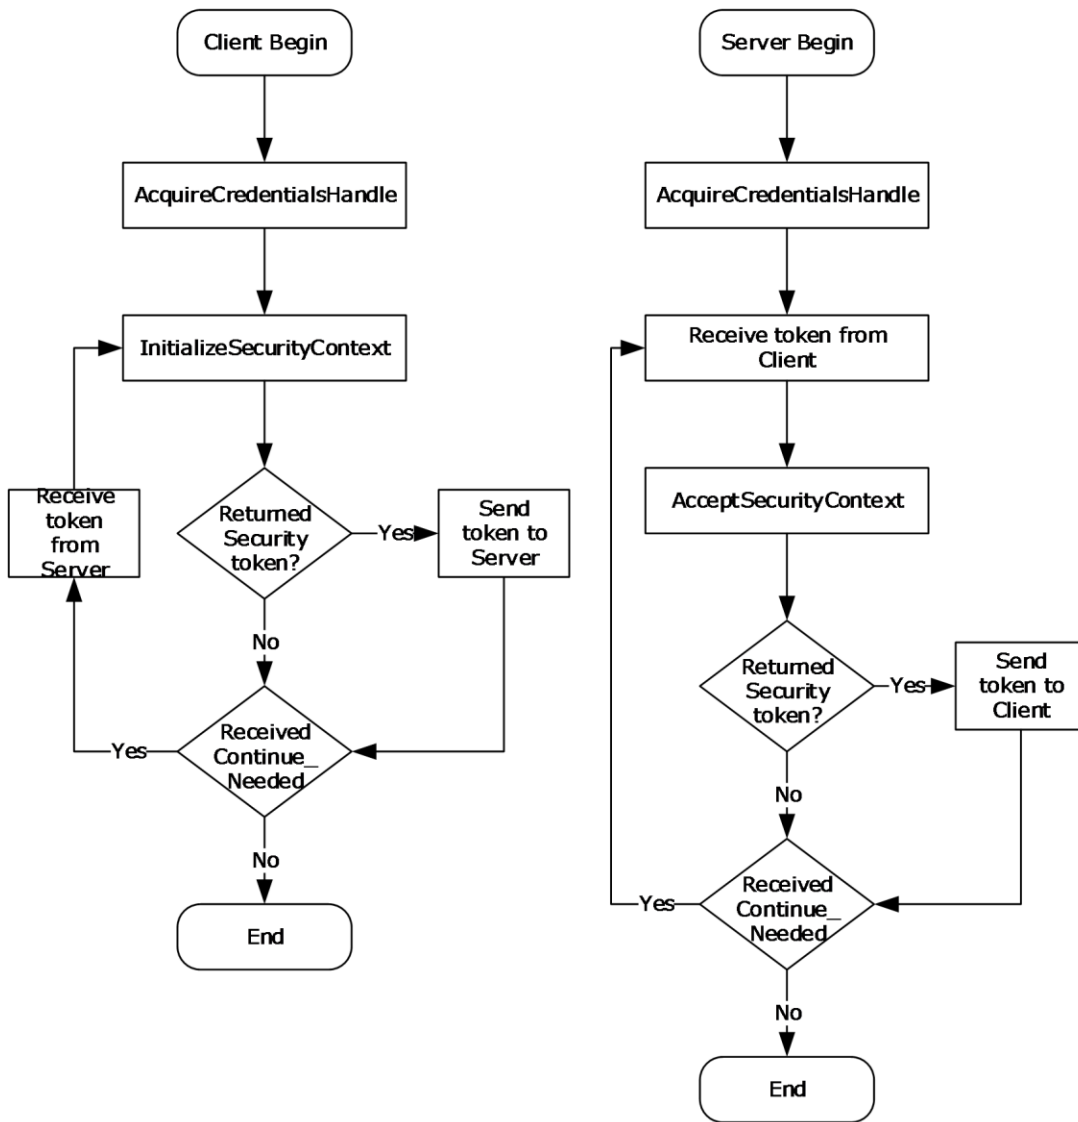 Client Begin
AcquireCredentialsHandle
InitializeSecurityContext
Receive
token
from
Server
Returned
Security
token?
Yes
Send
token to
Server
No
Received
Continue_
Needed
Yes
No
End
Server Begin
AcquireCredentialsHandle
Receive token from
Client
AcceptSecurityContext
Returned
Security
token?
Yes
Send
token to
Client
No
Received
Continue_
Needed
Yes
No
End